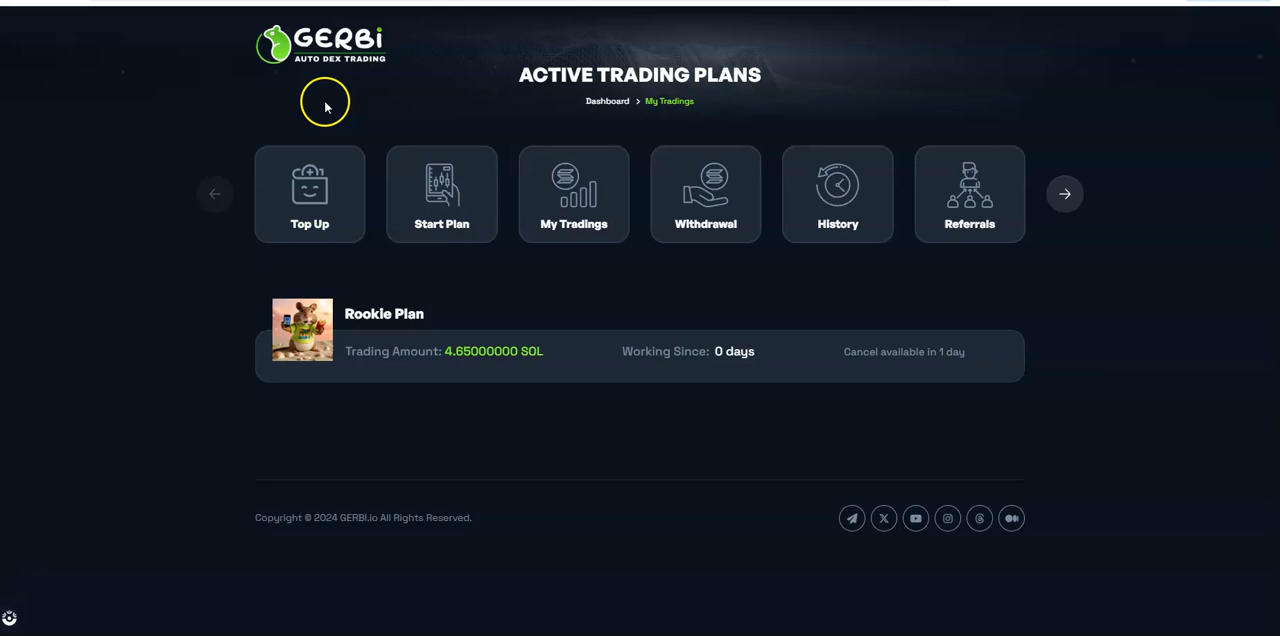 GERBi
AUTO DEX TRADING
ACTIVE TRADING PLANS
Dashboard > My Tradings
Top Up
Start Plan
My Tradings
Withdrawal
History
Referrals
Rookie Plan
Trading Amount: 4.65000000 SOL
Working Since: 0 days
Cancel available in 1 day
Copyright © 2024 GERBI.io All Rights Reserved.